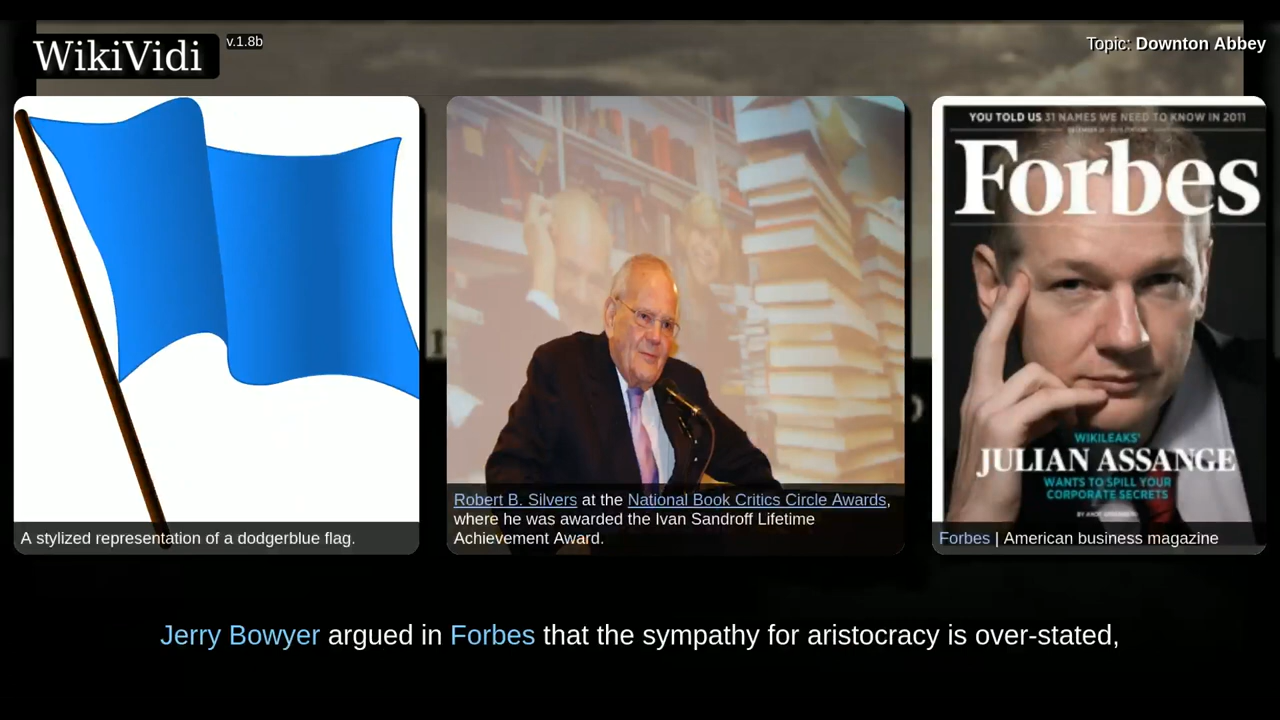 WikiVidi
v.1.8b
Topic: Downton Abbey
A stylized representation of a dodgerblue flag.
Robert B. Silvers at the National Book Critics Circle Awards,
where he was awarded the Ivan Sandroff Lifetime
Achievement Award.
YOU TOLD US 31 NAMES WE NEED TO KNOW IN 2011
Forbes
WIKILEAKS'
JULIAN ASSANGE
WANTS TO SPILL YOUR
CORPORATE SECRETS
Forbes | American business magazine
Jerry Bowyer argued in Forbes that the sympathy for aristocracy is over-stated,